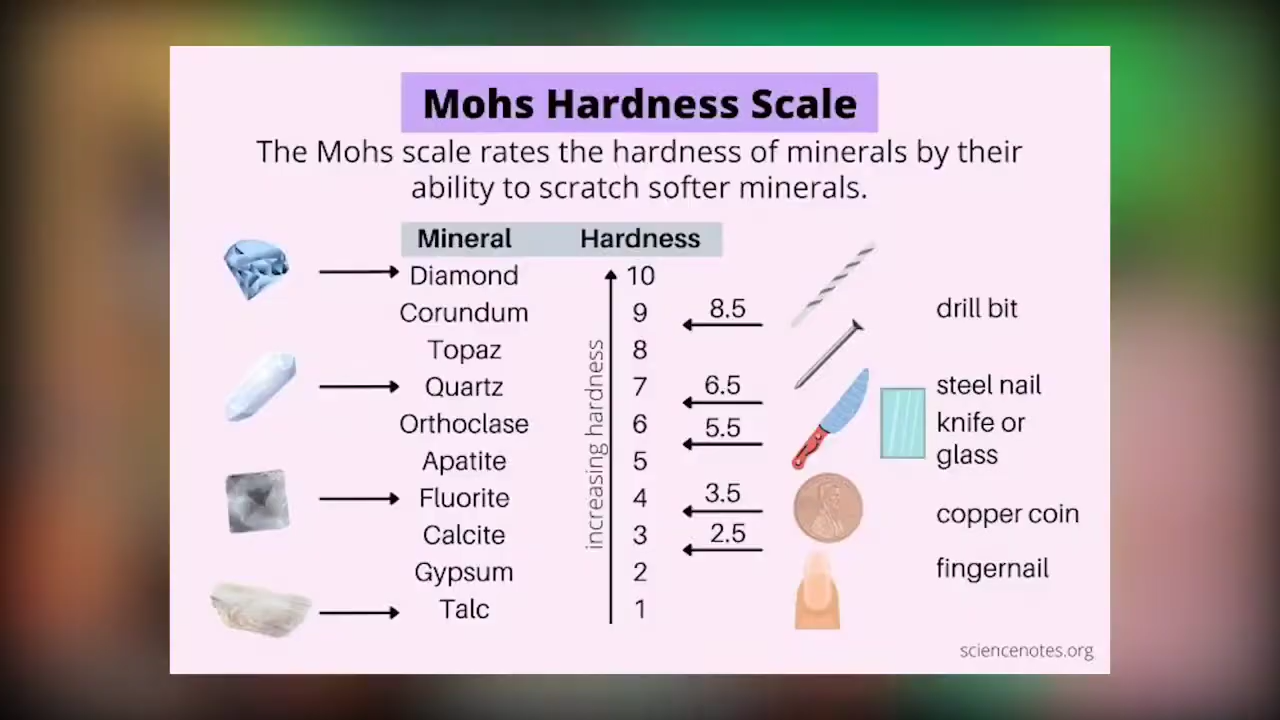 Mohs Hardness Scale
The Mohs scale rates the hardness of minerals by their
ability to scratch softer minerals.
Mineral Hardness
Diamond 10
Corundum 9 8.5 drill bit
Topaz 8
Quartz 7 6.5 steel nail
Orthoclase 6 5.5 knife or
glass
Apatite 5
Fluorite 4 3.5 copper coin
Calcite 3 2.5 fingernail
Gypsum 2
Talc 1
increasing hardness
sciencenotes.org